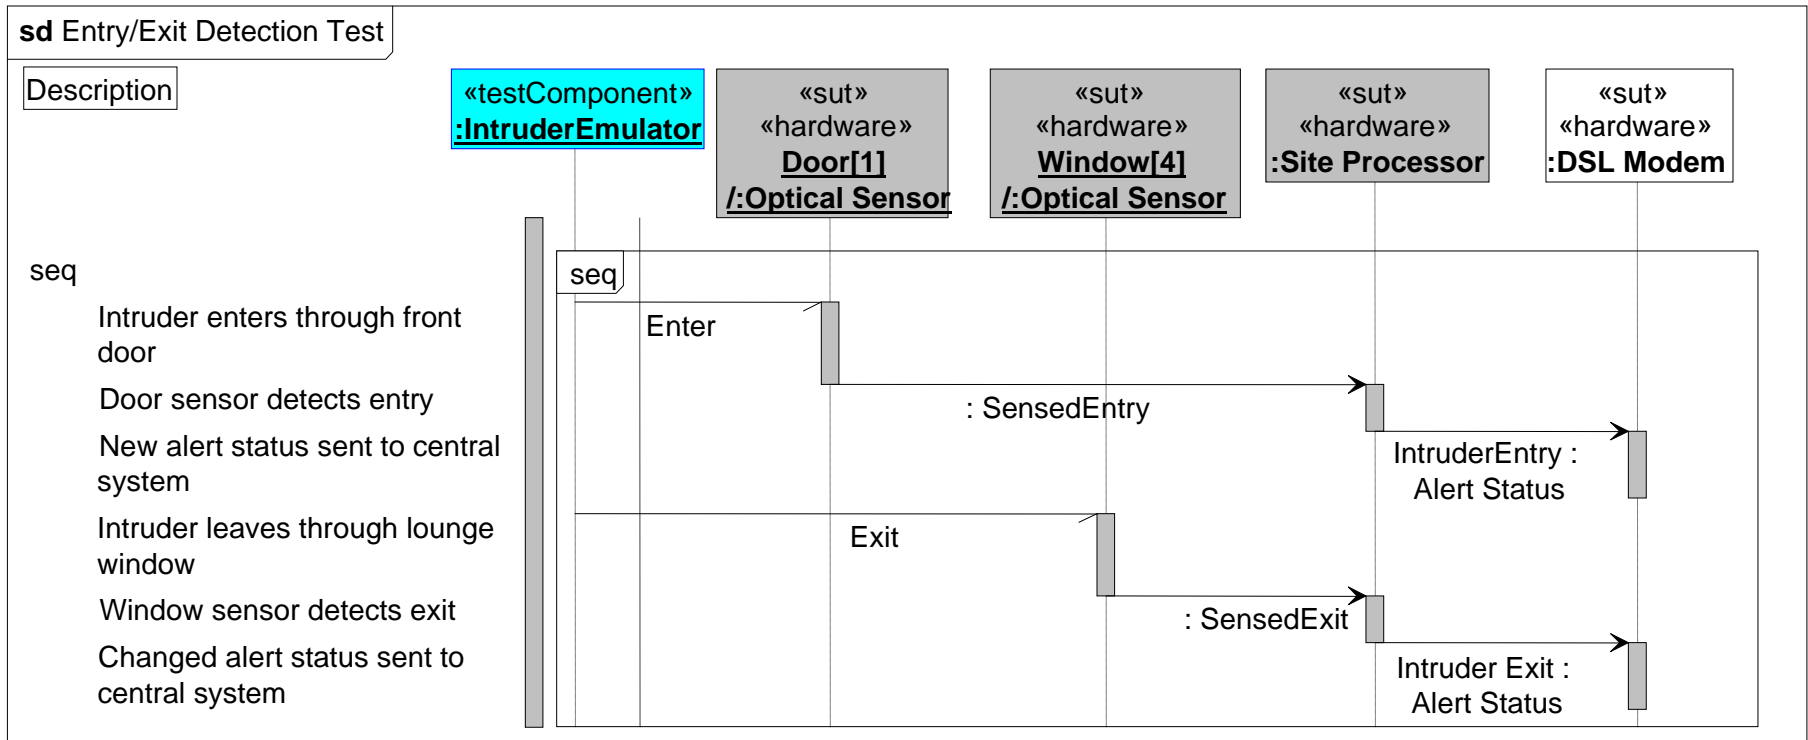 sd Entry/Exit Detection Test
Description
«testComponent»
:IntruderEmulator
«sut»
«hardware»
Door[1]
/:Optical Sensor
«sut»
«hardware»
Window[4]
/:Optical Sensor
«sut»
«hardware»
:Site Processor
«sut»
«hardware»
:DSL Modem
seq
seq
Intruder enters through front
door
Enter
Door sensor detects entry
: SensedEntry
New alert status sent to central
system
IntruderEntry :
Alert Status
Intruder leaves through lounge
window
Exit
Window sensor detects exit
: SensedExit
Changed alert status sent to
central system
Intruder Exit :
Alert Status